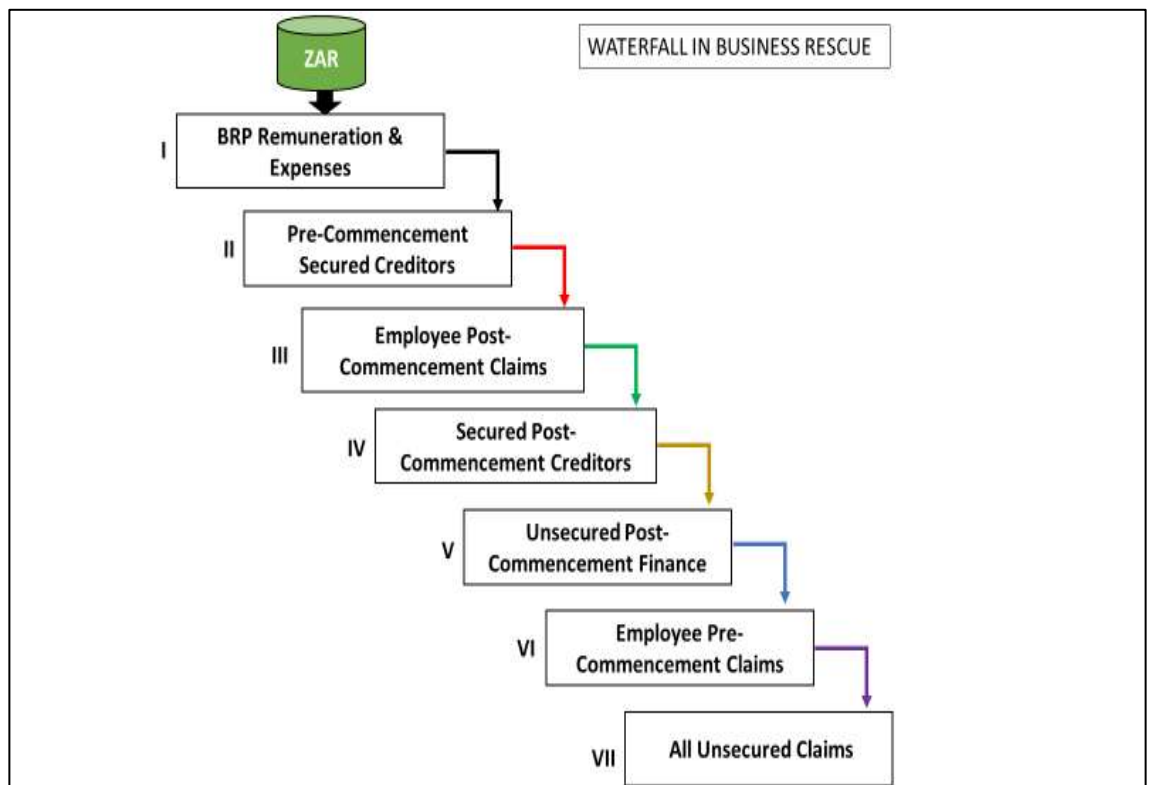 ZAR
WATERFALL IN BUSINESS RESCUE
I
BRP Remuneration &
Expenses
II
Pre-Commencement
Secured Creditors
III
Employee Post-
Commencement Claims
IV
Secured Post-
Commencement Creditors
V
Unsecured Post-
Commencement Finance
VI
Employee Pre-
Commencement Claims
VII
All Unsecured Claims